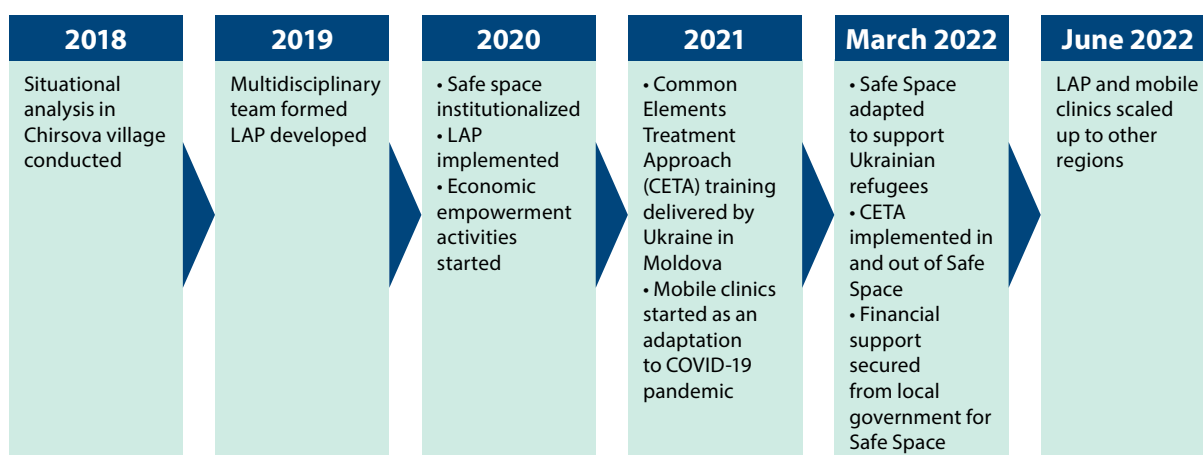 2018
Situational
analysis in
Chirsova village
conducted
2019
Multidisciplinary
team formed
LAP developed
2020
• Safe space
institutionalized
• LAP
implemented
• Economic
empowerment
activities
started
2021
• Common
Elements
Treatment
Approach
(CETA) training
delivered by
Ukraine in
Moldova
• Mobile clinics
started as an
adaptation
to COVID-19
pandemic
March 2022
• Safe Space
adapted
to support
Ukrainian
refugees
• CETA
implemented in
and out of Safe
Space
• Financial
support
secured
from local
government for
Safe Space
June 2022
LAP and mobile
clinics scaled
up to other
regions